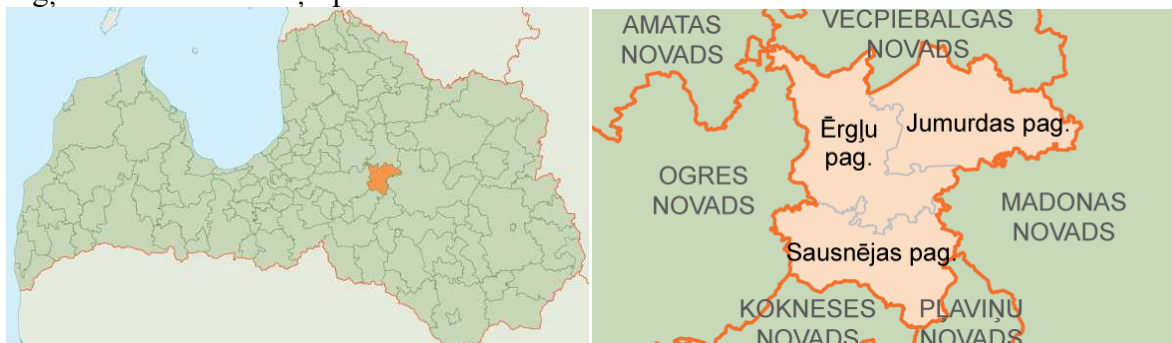 AMATAS
NOVADS
VECPIEBALGAS
NOVADS
Ērgļu
pag.
Jumurdas pag.
OGRES
NOVADS
MADONAS
NOVADS
Sausnējas pag.
KOKNESES
NOVADS
PĻAVIŅU
NOVADS